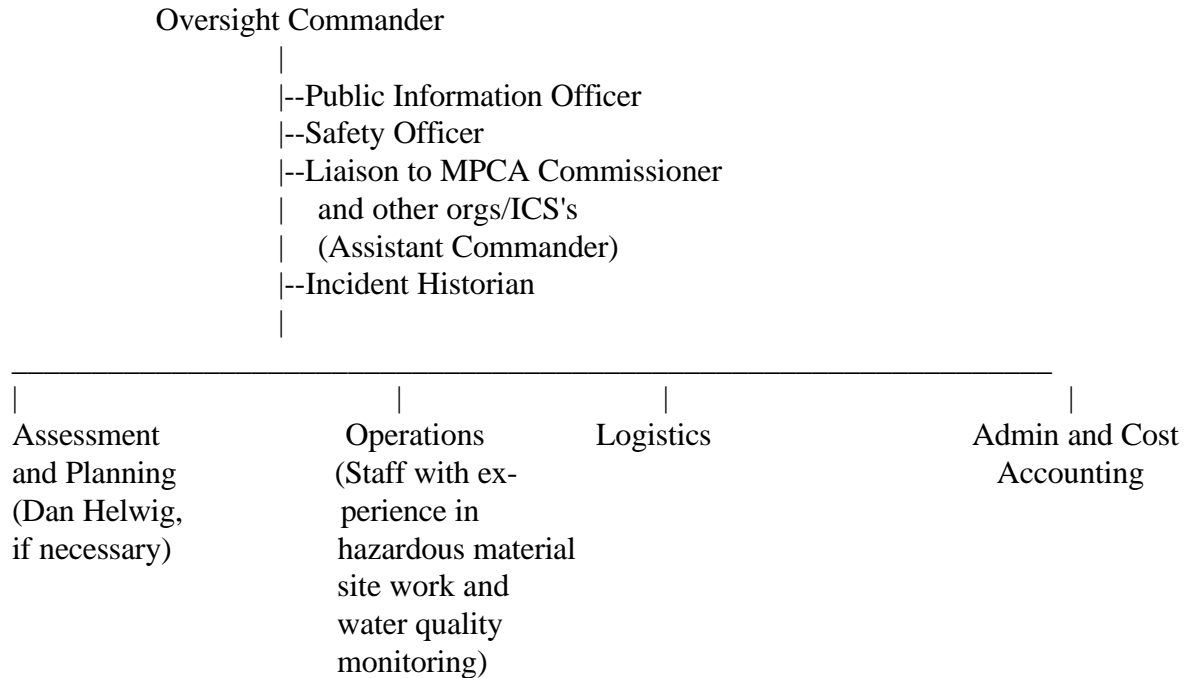 Oversight Commander
|
|--Public Information Officer
|--Safety Officer
|--Liaison to MPCA Commissioner
| and other orgs/ICS's
| (Assistant Commander)
|--Incident Historian
|
_________________________________________________________________
| | | |
Assessment Operations Logistics Admin and Cost
and Planning (Staff with ex- Accounting
(Dan Helwig, perience in
if necessary) hazardous material
site work and
water quality
monitoring)